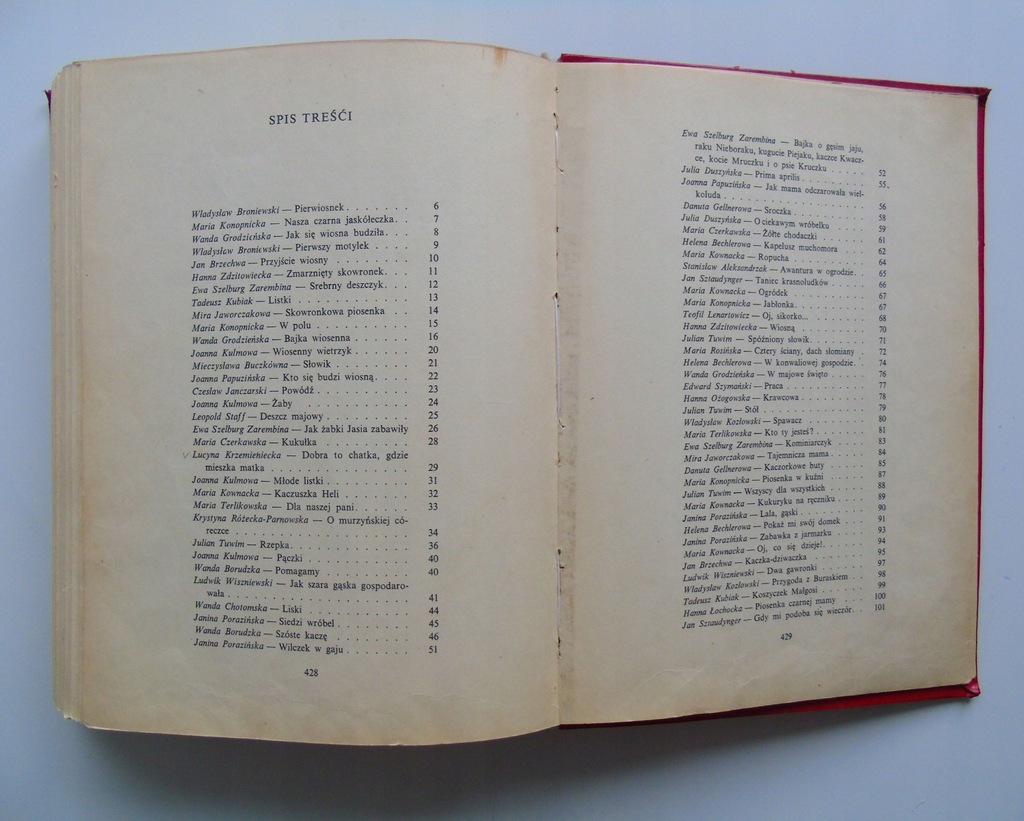 SPIS TREŚĆI
Władysław Broniewski — Pierwiosnek . . . . 6
Maria Konopnicka — Nasza czarna jaskółeczka . . 7
Wanda Grodzieńska — Jak się wiosna budziła . . . 8
Władysław Broniewski — Pierwszy motylek . . 9
Jan Brzechwa — Przyjście wiosny . . . . 10
Hanna Zdzitowiecka — Zmarznięty skowronek . . . 11
Ewa Szelburg Zarembina — Srebrny deszczyk . . . 12
Tadeusz Kubiak — Listki . . . . 13
Mira Jaworczakowa — Skowronkowa piosenka . . 14
Maria Konopnicka — W polu . . . . 15
Wanda Grodzieńska — Bajka wiosenna . . . . 16
Joanna Kulmowa — Wiosenny wietrzyk . . . . 20
Mieczysława Buczkówna — Słowik . . . . 21
Joanna Papuzińska — Kto się budzi wiosną . . . . 22
Czesław Janczarski — Powódź . . . . 23
Joanna Kulmowa — Żaby . . . . 24
Leopold Staff — Deszcz majowy . . . . 25
Ewa Szelburg Zarembina — Jak żabki Jasia zabawiły 26
Maria Czerkawska — Kukułka . . . . 28
Lucyna Krzemieniecka — Dobra to chatka, gdzie
mieszka matka . . . . 29
Joanna Kulmowa — Młode listki . . . . 31
Maria Kownacka — Kaczuszka Heli . . . . 32
Maria Terlikowska — Dla naszej pani . . . . 33
Krystyna Różecka-Parnowska — O murzyńskiej có-
reczce . . . . 34
Julian Tuwim — Rzepka . . . . 36
Joanna Kulmowa — Pączki . . . . 40
Wanda Borudzka — Pomagamy . . . . 40
Ludwik Wiszniewski — Jak szara gąska gospodaro-
wała . . . . 41
Wanda Chotomska — Liski . . . . 44
Janina Porazińska — Siedzi wróbel . . . . 45
Wanda Borudzka — Szóste kaczę . . . . 46
Janina Porazińska — Wilczek w gaju . . . . 51
428
Ewa Szelburg Zarembina — Bajka o gęsim jaju,
raku Nieboraku, kogucie Piejaku, kaczce Kwacz-
ce, kocie Mruczku i o psie Kruczku . . . . 52
Julia Duszyńska — Prima aprilis . . . . 55
Joanna Papuzińska — Jak mama odczarowała wiel-
koluda . . . . 56
Danuta Gellnerowa — Sroczka . . . . 58
Julia Duszyńska — O ciekawym wróbelku . . . . 59
Maria Czerkawska — Żółte chodaczki . . . . 61
Helena Bechlerowa — Kapelusz muchomora . . 62
Maria Kownacka — Ropucha . . . . 64
Stanisław Aleksandrzak — Awantura w ogrodzie . . 65
Jan Sztaudynger — Taniec krasnoludków . . . . 66
Maria Kownacka — Ogródek . . . . 67
Maria Konopnicka — Jabłonka . . . . 67
Teofil Lenartowicz — Oj, sikorko... . . . . 68
Hanna Zdzitowiecka — Wiosną . . . . 70
Julian Tuwim — Spóźniony słowik . . . . 71
Maria Rosińska — Cztery ściany, dach słomiany . 72
Helena Bechlerowa — W konwaliowej gospodzie . . 74
Wanda Grodzieńska — W majowe święto . . . . 76
Edward Szymański — Praca . . . . 77
Hanna Ożogowska — Krawcowa . . . . 78
Julian Tuwim — Stół . . . . 79
Władysław Kozłowski — Spawacz . . . . 80
Maria Terlikowska — Kto ty jesteś? . . . . 81
Ewa Szelburg Zarembina — Kominiarczyk . . . . 83
Mira Jaworczakowa — Tajemnicza mama . . . . 84
Danuta Gellnerowa — Kaczorkowe buty . . . . 85
Maria Konopnicka — Piosenka w kuźni . . . . 87
Julian Tuwim — Wszyscy dla wszystkich . . . . 88
Maria Kownacka — Kukuryku na ręczniku . . . . 89
Janina Porazińska — Lala, gąski . . . . 90
Helena Bechlerowa — Pokaż mi swój domek . . . 91
Janina Porazińska — Zabawka z jarmarku . . . . 93
Maria Kownacka — Oj, co się dzieje! . . . . 94
Jan Brzechwa — Kaczka-dziwaczka . . . . 95
Ludwik Wiszniewski — Dwa gawronki . . . . 97
Władysław Kozłowski — Przygoda z Buraskiem . . 98
Tadeusz Kubiak — Koszyczek Małgosi . . . . 99
Hanna Łochocka — Piosenka czarnej mamy . . . 100
Jan Sztaudynger — Gdy mi podoba się wieczór . . 101
429